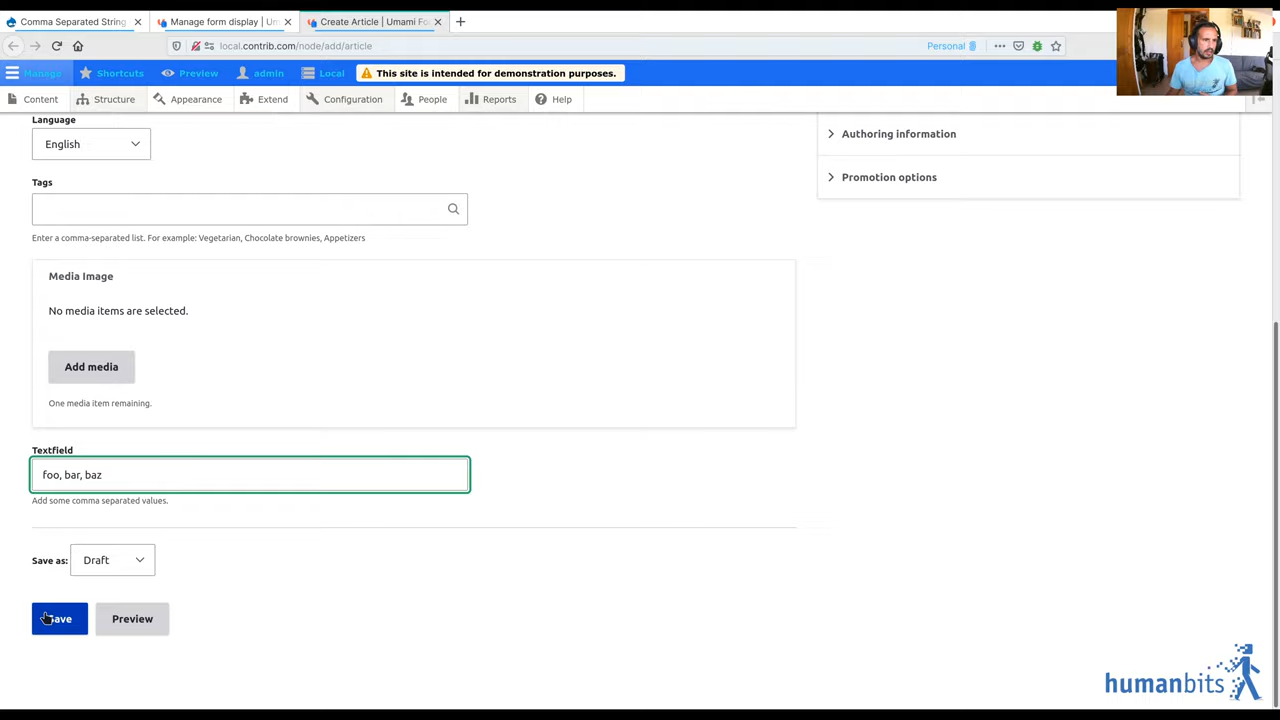 Comma Separated String
Manage form display | Um
Create Article | Umami Fo
local.contrib.com/node/add/article
Personal
Manage
Shortcuts
Preview
admin
Local
This site is intended for demonstration purposes.
Content
Structure
Appearance
Extend
Configuration
People
Reports
Help
Language
English
Authoring information
Promotion options
Tags
Enter a comma-separated list. For example: Vegetarian, Chocolate brownies, Appetizers
Media Image
No media items are selected.
Add media
One media item remaining.
Textfield
foo, bar, baz
Add some comma separated values.
Save as:
Draft
Save
Preview
humanbits